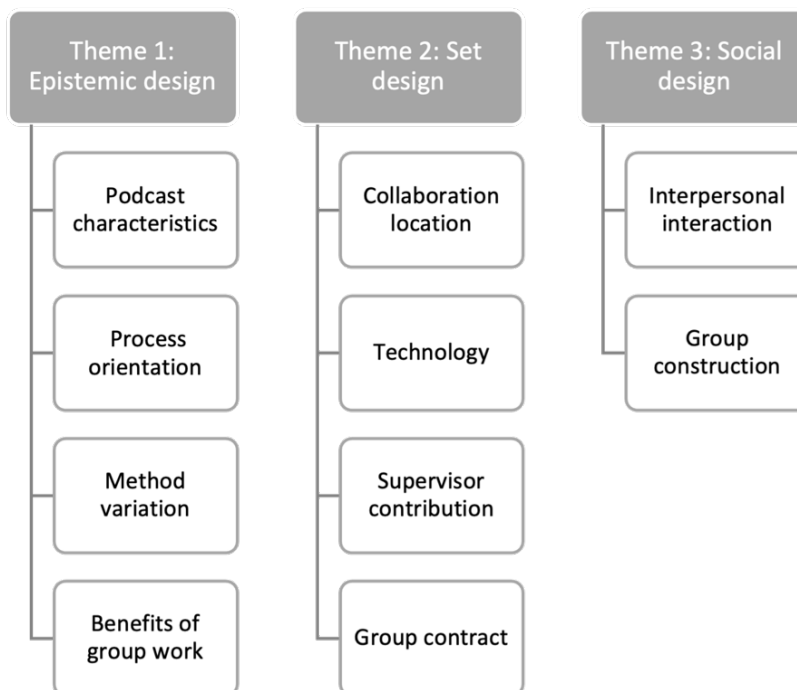 Theme 1:
Epistemic design
Podcast
characteristics
Process
orientation
Method
variation
Benefits of
group work
Theme 2: Set
design
Collaboration
location
Technology
Supervisor
contribution
Group contract
Theme 3: Social
design
Interpersonal
interaction
Group
construction